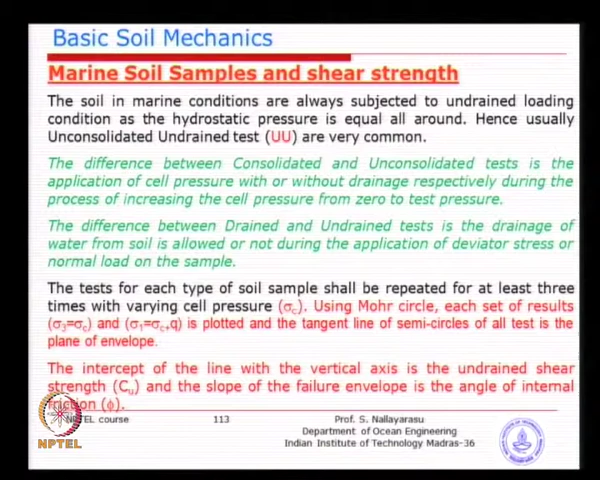 Basic Soil Mechanics
Marine Soil Samples and shear strength
The soil in marine conditions are always subjected to undrained loading
condition as the hydrostatic pressure is equal all around. Hence usually
Unconsolidated Undrained test (UU) are very common.
The difference between Consolidated and Unconsolidated tests is the
application of cell pressure with or without drainage respectively during the
process of increasing the cell pressure from zero to test pressure.
The difference between Drained and Undrained tests is the drainage of
water from soil is allowed or not during the application of deviator stress or
normal load on the sample.
The tests for each type of soil sample shall be repeated for at least three
times with varying cell pressure (σc). Using Mohr circle, each set of results
(σ3=σc) and (σ1=σc+q) is plotted and the tangent line of semi-circles of all test is the
plane of envelope.
The intercept of the line with the vertical axis is the undrained shear
strength (Cu) and the slope of the failure envelope is the angle of internal
friction (ϕ).
NPTEL course 113 Prof. S. Nallayarasu
Department of Ocean Engineering
Indian Institute of Technology Madras-36
NPTEL